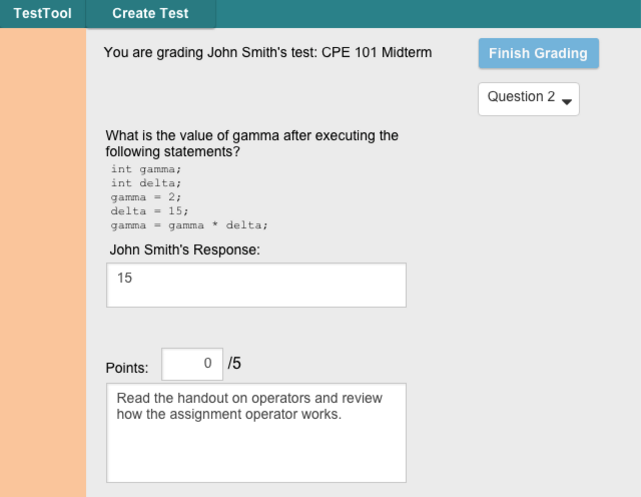 TestTool Create Test
You are grading John Smith's test: CPE 101 Midterm
Finish Grading
Question 2
What is the value of gamma after executing the
following statements?
int gamma;
int delta;
gamma = 2;
delta = 15;
gamma = gamma * delta;
John Smith's Response:
15
Points: 0 /5
Read the handout on operators and review
how the assignment operator works.